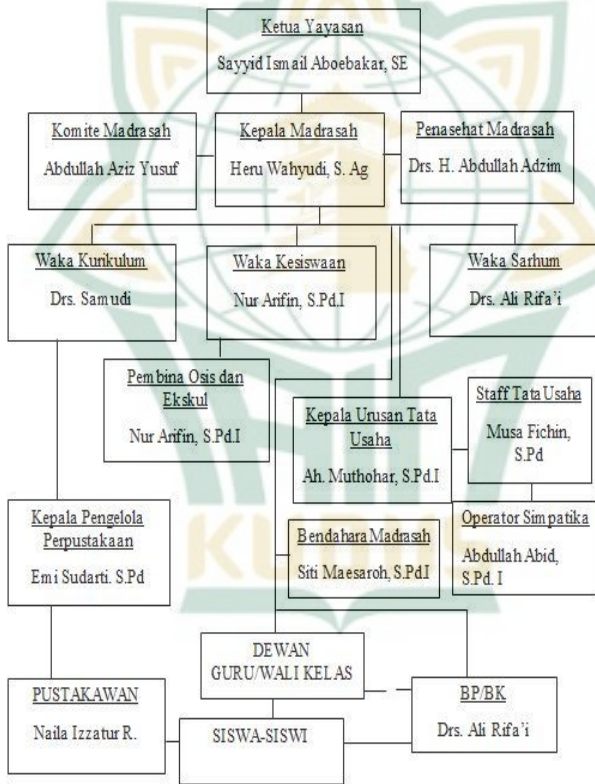 Ketua Yayasan
Sayyid Ismail Aboebakar, SE
Komite Madrasah
Abdullah Aziz Yusuf
Kepala Madrasah
Heru Wahyudi, S. Ag
Penasehat Madrasah
Drs. H. Abdullah Adzim
Waka Kurikulum
Drs. Samudi
Waka Kesiswaan
Nur Arifin, S.Pd.I
Waka Sarhum
Drs. Ali Rifa’i
Pembina Osis dan
Ekskul
Nur Arifin, S.Pd.I
Kepala Urusan Tata
Usaha
Ah. Muthohar, S.Pd.I
Staff Tata Usaha
Musa Fichin,
S.Pd
Kepala Pengelola
Perpustakaan
Emi Sudarti. S.Pd
Bendahara Madrasah
Siti Maesaroh, S.Pd.I
Operator Simpatika
Abdullah Abid,
S.Pd. I
DEWAN
GURU/WALI KELAS
PUSTAKAWAN
Naila Izzatur R.
SISWA-SISWI
BP/BK
Drs. Ali Rifa’i
KUDUS